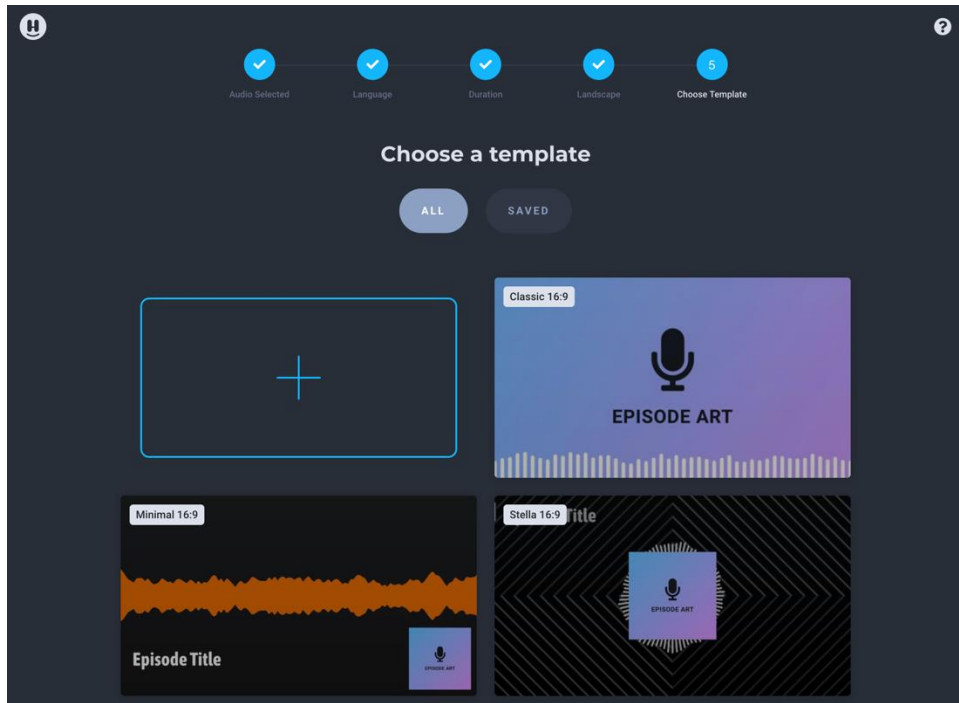 H
?
5
Audio Selected
Language
Duration
Landscape
Choose Template
Choose a template
ALL
SAVED
Classic 16:9
EPISODE ART
Minimal 16:9
Episode Title
EPISODE ART
Stella 16:9
Title
EPISODE ART